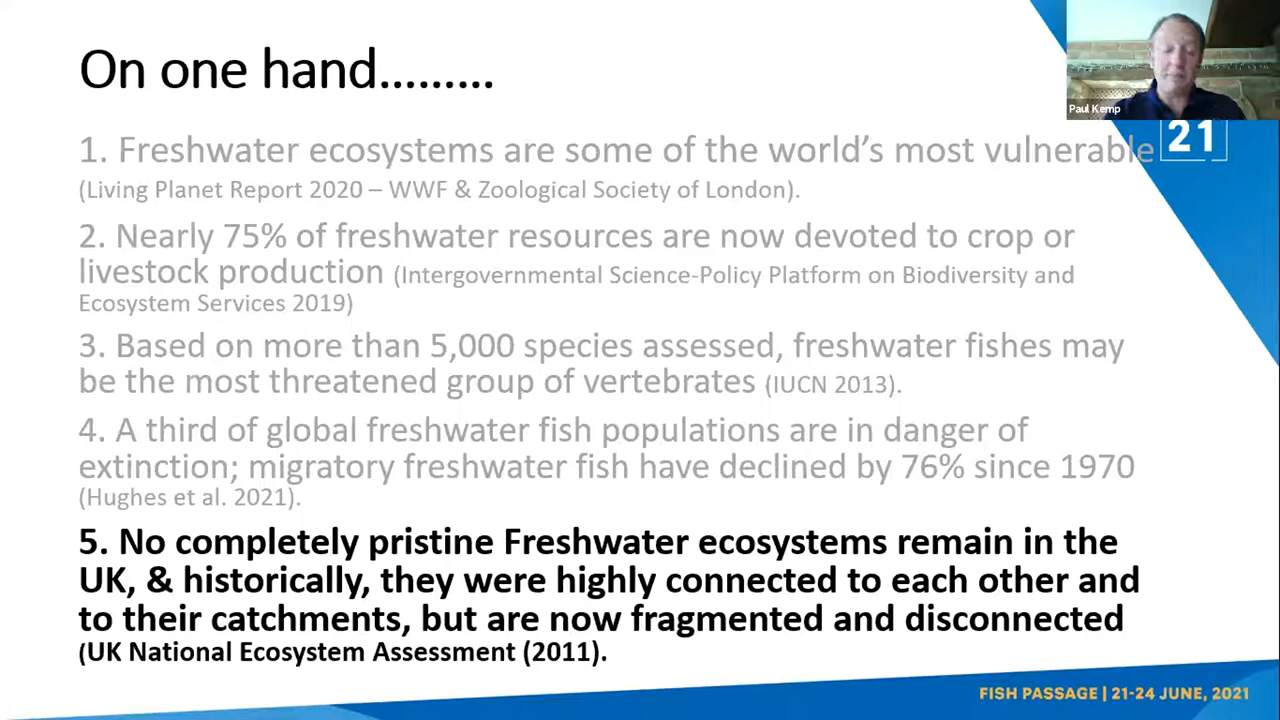 On one hand.........
Paul Kemp
21
1. Freshwater ecosystems are some of the world's most vulnerable
(Living Planet Report 2020 – WWF & Zoological Society of London).
2. Nearly 75% of freshwater resources are now devoted to crop or
livestock production (Intergovernmental Science-Policy Platform on Biodiversity and
Ecosystem Services 2019)
3. Based on more than 5,000 species assessed, freshwater fishes may
be the most threatened group of vertebrates (IUCN 2013).
4. A third of global freshwater fish populations are in danger of
extinction; migratory freshwater fish have declined by 76% since 1970
(Hughes et al. 2021).
5. No completely pristine Freshwater ecosystems remain in the
UK, & historically, they were highly connected to each other and
to their catchments, but are now fragmented and disconnected
(UK National Ecosystem Assessment (2011).
FISH PASSAGE | 21-24 JUNE, 2021